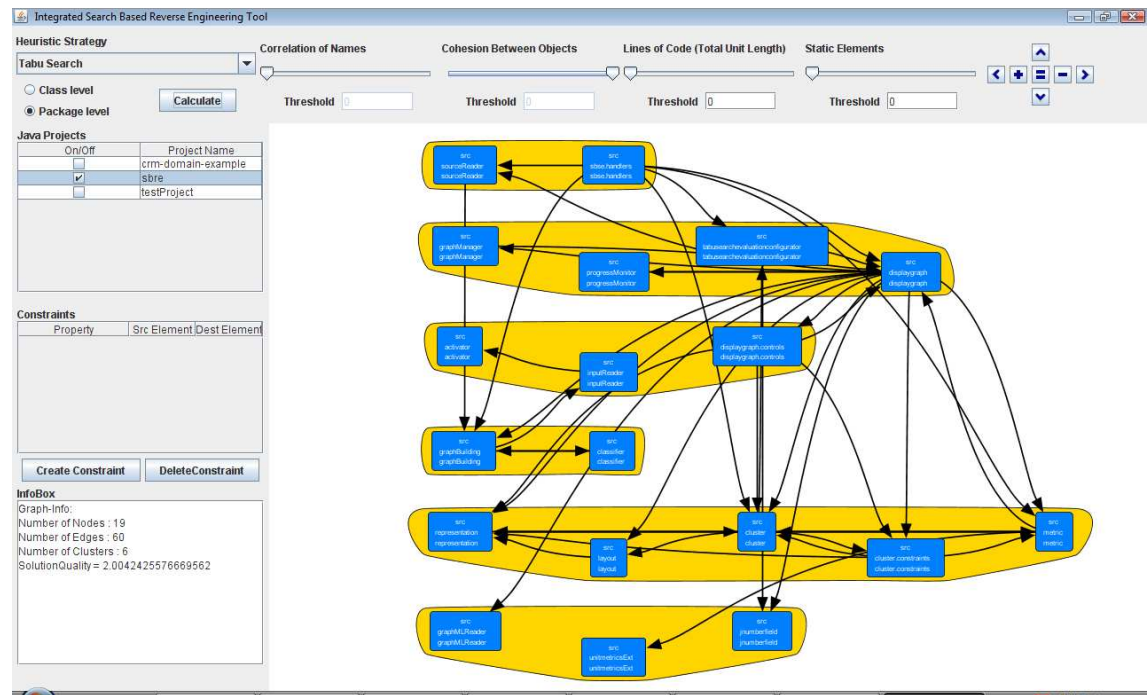 Integrated Search Based Reverse Engineering Tool
Heuristic Strategy
Tabu Search
Class level
Package level
Calculate
Correlation of Names
Cohesion Between Objects
Lines of Code (Total Unit Length)
Static Elements
Threshold 0
Threshold 0
Threshold 0
Threshold 0
< + = - >
Java Projects
On/Off Project Name
crm-domain-example
sbre
testProject
Constraints
Property Src Element Dest Element
Create Constraint DeleteConstraint
InfoBox
Graph-Info:
Number of Nodes : 19
Number of Edges : 60
Number of Clusters : 6
SolutionQuality = 2.0042425576669562
src
sourceReader
sourceReader
src
sbse.handlers
sbse.handlers
src
graphManager
graphManager
src
progressMonitor
progressMonitor
src
tabusearchevaluationconfigurator
tabusearchevaluationconfigurator
src
displaygraph
displaygraph
src
activator
activator
src
inputReader
inputReader
src
displaygraph.controls
displaygraph.controls
src
graphBuilding
graphBuilding
src
classifier
classifier
src
representation
representation
src
layout
layout
src
cluster
cluster
src
cluster.constraints
cluster.constraints
src
metric
metric
src
graphMLReader
graphMLReader
src
unitmetricsExt
unitmetricsExt
src
jnumberfield
jnumberfield